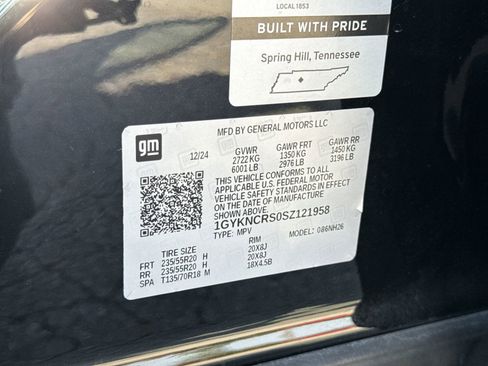 LOCAL1853
BUILT WITH PRIDE
Spring Hill, Tennessee
gm
MFD BY GENERAL MOTORS LLC
12/24 GVWR GAWR FRT GAWR RR
2722 KG 1350 KG 1450 KG
6001 LB 2976 LB 3196 LB
THIS VEHICLE CONFORMS TO ALL
APPLICABLE U.S. FEDERAL MOTOR
VEHICLE SAFETY STANDARDS IN EFFECT
ON THE DATE OF MANUFACTURE
SHOWN ABOVE.
1GYKNCRS0SZ121958
TYPE: MPV MODEL: 086NH26
TIRE SIZE RIM
FRT 235/55R20 H 20X8J
RR 235/55R20 H 20X8J
SPA T135/70R18 M 18X4.5B